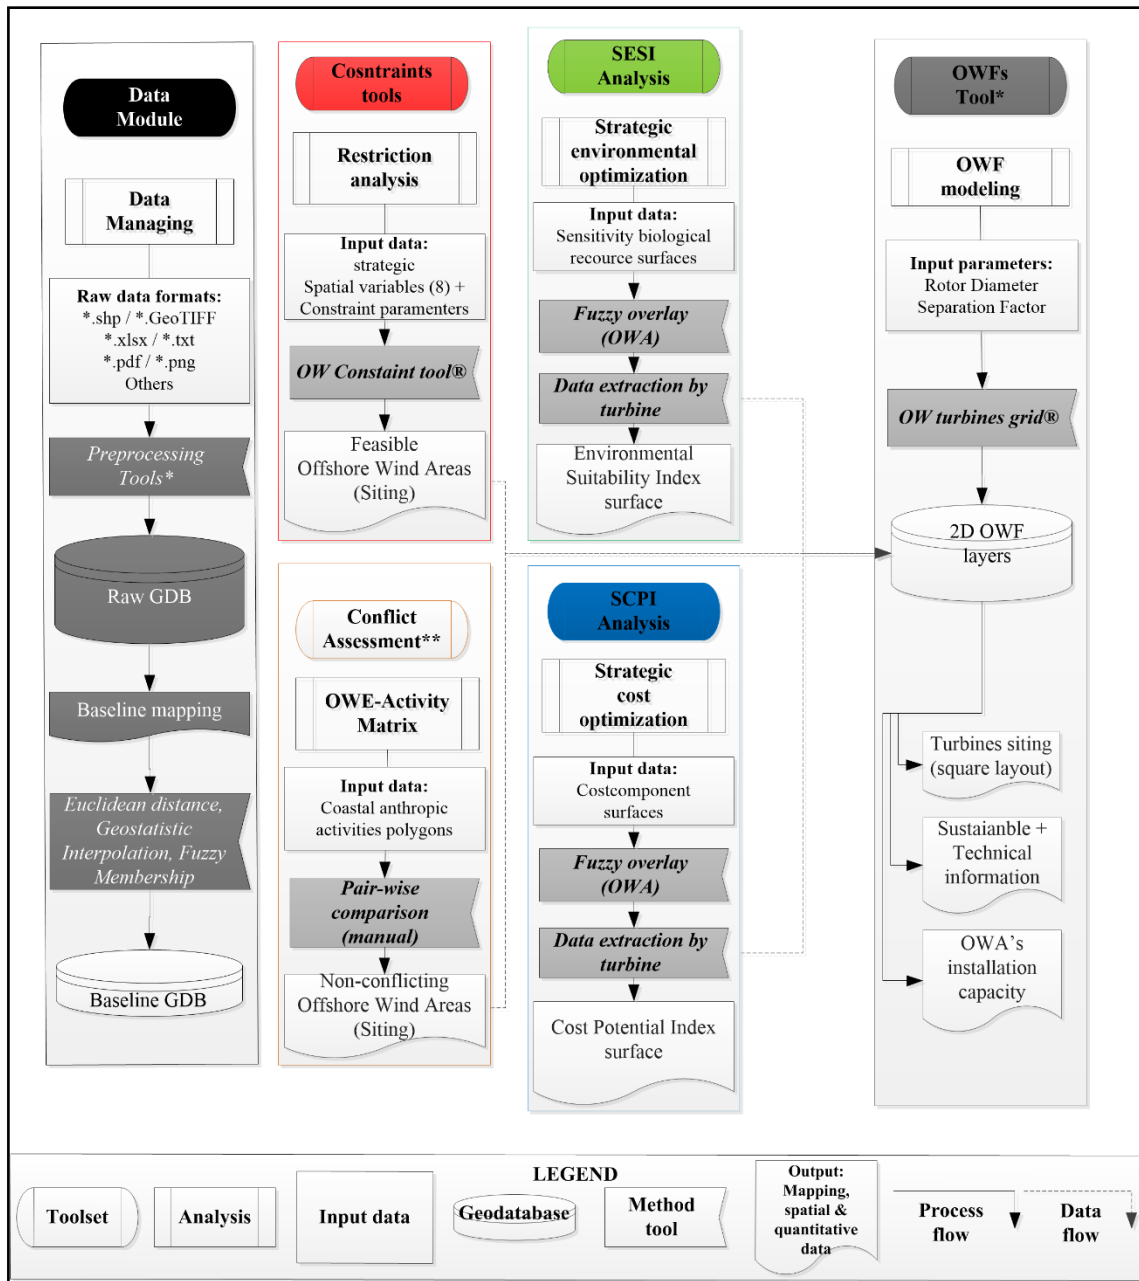 Data
Module
Data
Managing
Raw data formats:
*.shp / *.GeoTIFF
*.xlsx / *.txt
*.pdf / *.png
Others
Preprocessing
Tools*
Raw GDB
Baseline mapping
Euclidean distance,
Geostatistic
Interpolation, Fuzzy
Membership
Baseline GDB
Cosntraints
tools
Restriction
analysis
Input data:
strategic
Spatial variables (8) +
Constraint paramenters
OW Constaint tool®
Feasible
Offshore Wind Areas
(Siting)
Conflict
Assessment**
OWE-Activity
Matrix
Input data:
Coastal anthropic
activities polygons
Pair-wise
comparison
(manual)
Non-conflicting
Offshore Wind Areas
(Siting)
SESI
Analysis
Strategic
environmental
optimization
Input data:
Sensitivity biological
recource surfaces
Fuzzy overlay
(OWA)
Data extraction by
turbine
Environmental
Suitability Index
surface
SCPI
Analysis
Strategic
cost
optimization
Input data:
Costcomponent
surfaces
Fuzzy overlay
(OWA)
Data extraction by
turbine
Cost Potential Index
surface
OWFs
Tool*
OWF
modeling
Input parameters:
Rotor Diameter
Separation Factor
OW turbines grid®
2D OWF
layers
Turbines siting
(square layout)
Sustaianble +
Technical
information
OWA's
installation
capacity
LEGEND
Toolset
Analysis
Input data
Geodatabase
Method
tool
Output:
Mapping,
spatial &
quantitative
data
Process
flow
Data
flow